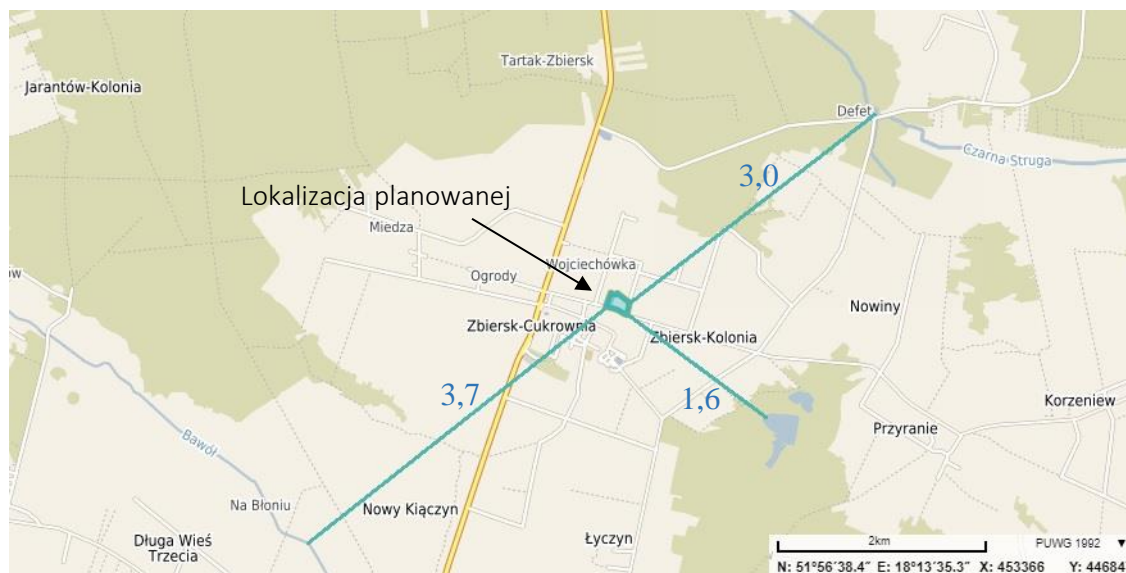 Tartak-Zbiersk
Jarantów-Kolonia
Defet
Czarna-Struga
3,0
Lokalizacja planowanej
Miedza
Wojciechówka
Ogrody
Nowiny
Zbiersk-Cukrownia
Zbiersk-Kolonia
3,7
1,6
Korzeniew
Przyranie
Bawół
Na Błoniu
Nowy Kiączyn
Długa Wieś
Trzecia
Łyczyn
2km
PUWG 1992 ▼
N: 51°56´38.4˝ E: 18°13´35.3˝ X: 453366 Y: 44684